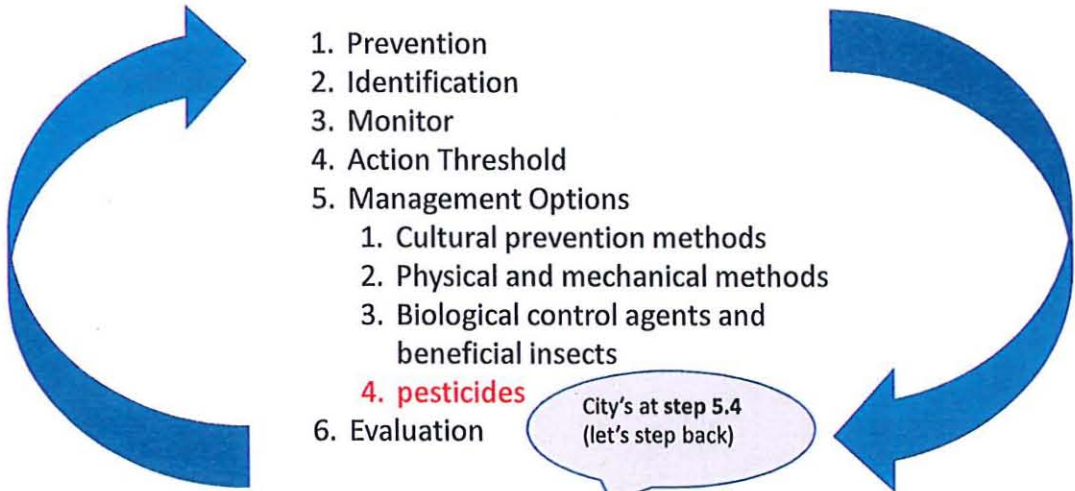 1. Prevention
2. Identification
3. Monitor
4. Action Threshold
5. Management Options
1. Cultural prevention methods
2. Physical and mechanical methods
3. Biological control agents and
beneficial insects
4. pesticides
6. Evaluation
City's at step 5.4
(let's step back)